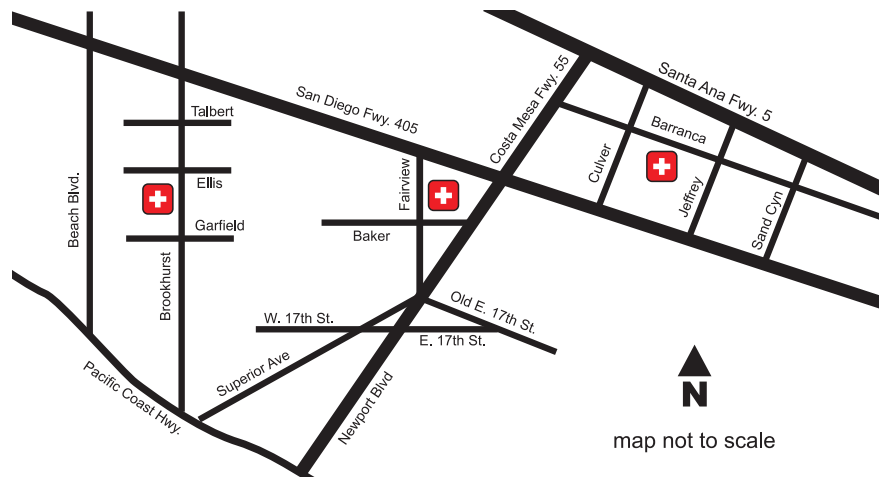 Santa Ana Fwy. 5
San Diego Fwy. 405
Costa Mesa Fwy. 55
Talbert
Barranca
Culver
Ellis
Fairview
Jeffrey
Beach Blvd.
Sand Cyn
Garfield
Baker
Brookhurst
Old E. 17th St.
W. 17th St.
E. 17th St.
Superior Ave
Pacific Coast Hwy.
Newport Blvd
N
map not to scale